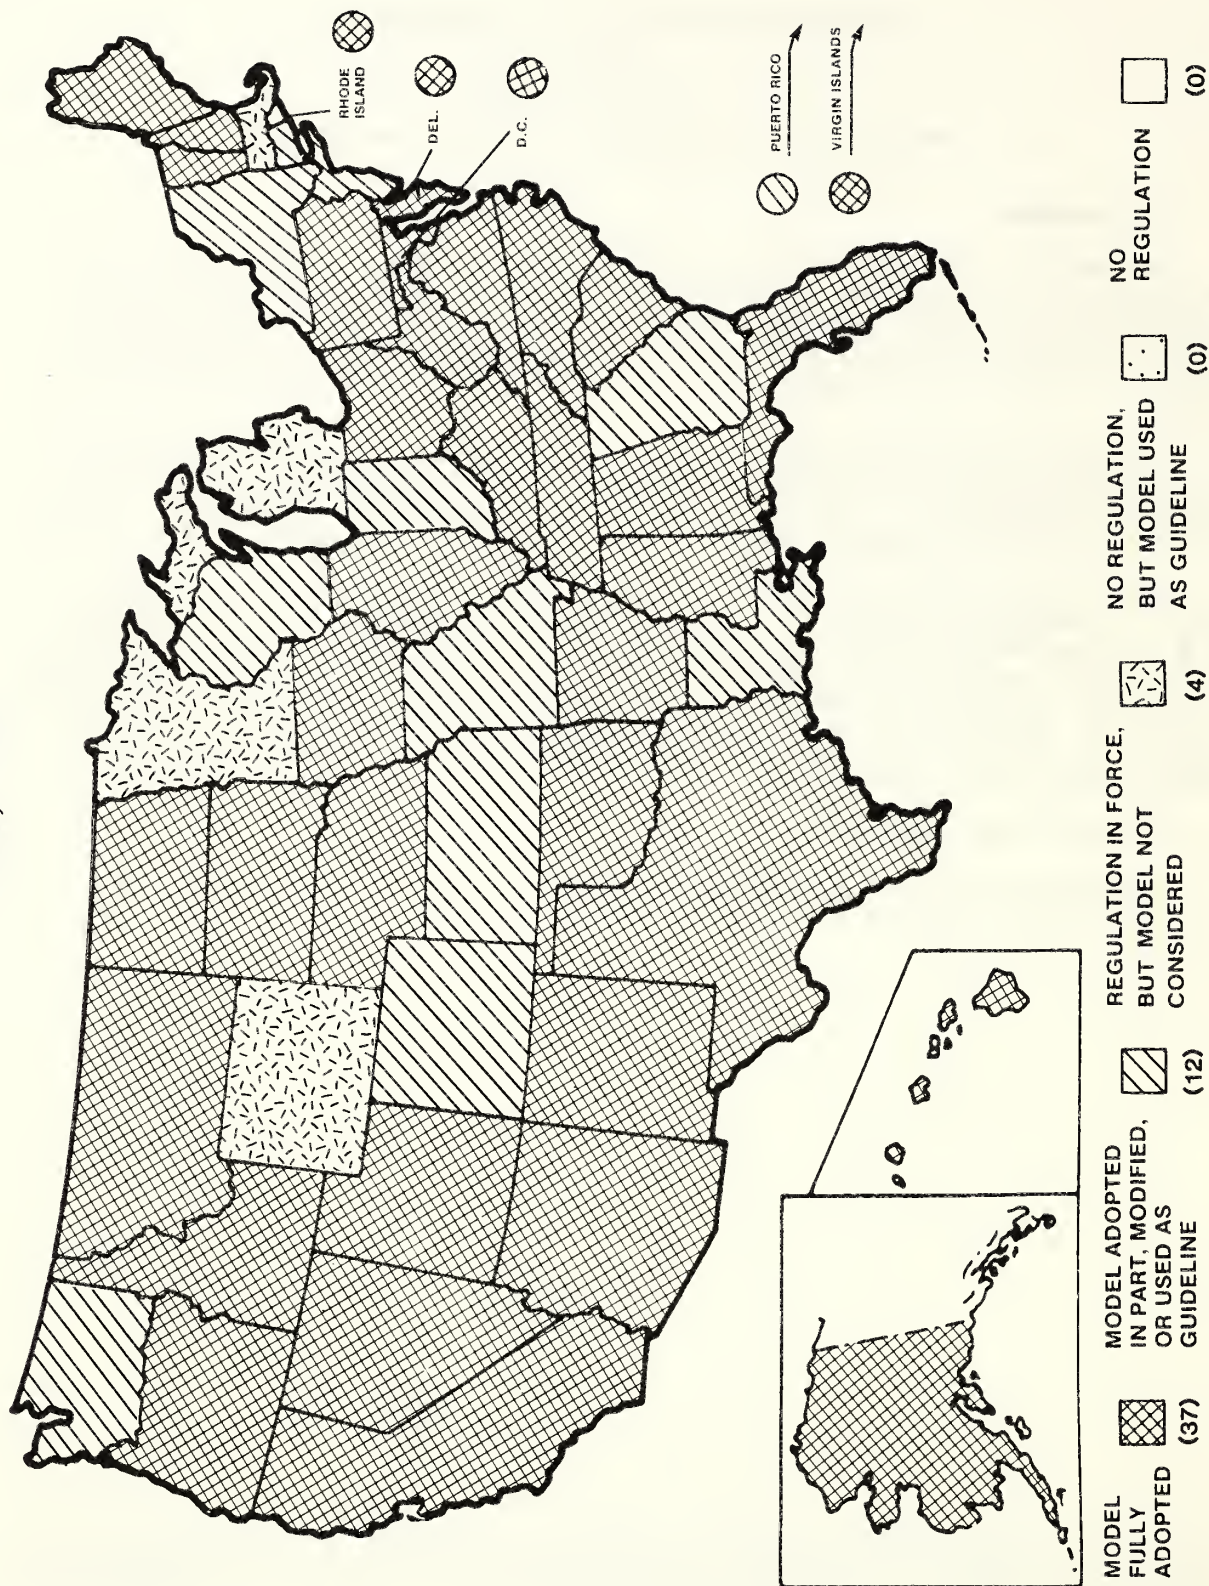 RHODE
ISLAND
DEL.
D.C.
PUERTO RICO
VIRGIN ISLANDS
MODEL
FULLY
ADOPTED
(37)
MODEL ADOPTED
IN PART, MODIFIED,
OR USED AS
GUIDELINE
(12)
REGULATION IN FORCE,
BUT MODEL NOT
CONSIDERED
(4)
NO REGULATION,
BUT MODEL USED
AS GUIDELINE
(0)
NO
REGULATION
(0)